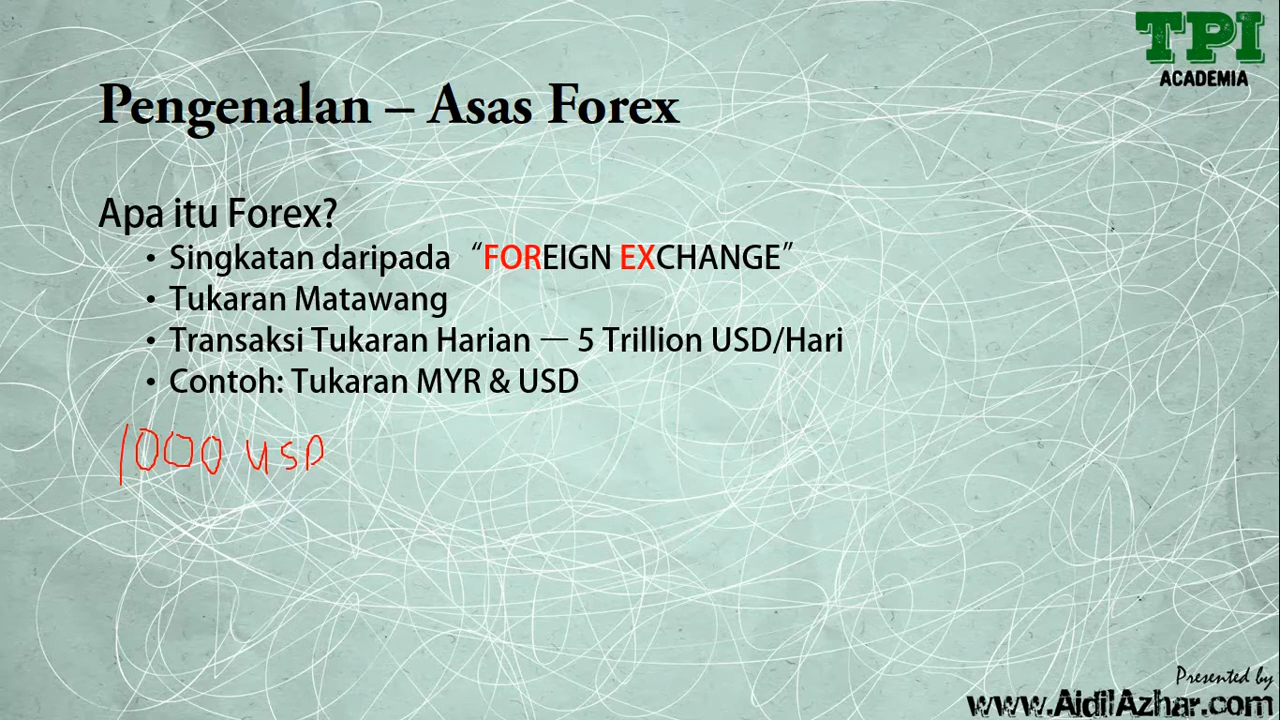 TPI
ACADEMIA
Pengenalan – Asas Forex
Apa itu Forex?
• Singkatan daripada “FOREIGN EXCHANGE”
• Tukaran Matawang
• Transaksi Tukaran Harian — 5 Trillion USD/Hari
• Contoh: Tukaran MYR & USD
1000 USD
Presented by
www.AidilAzhar.com